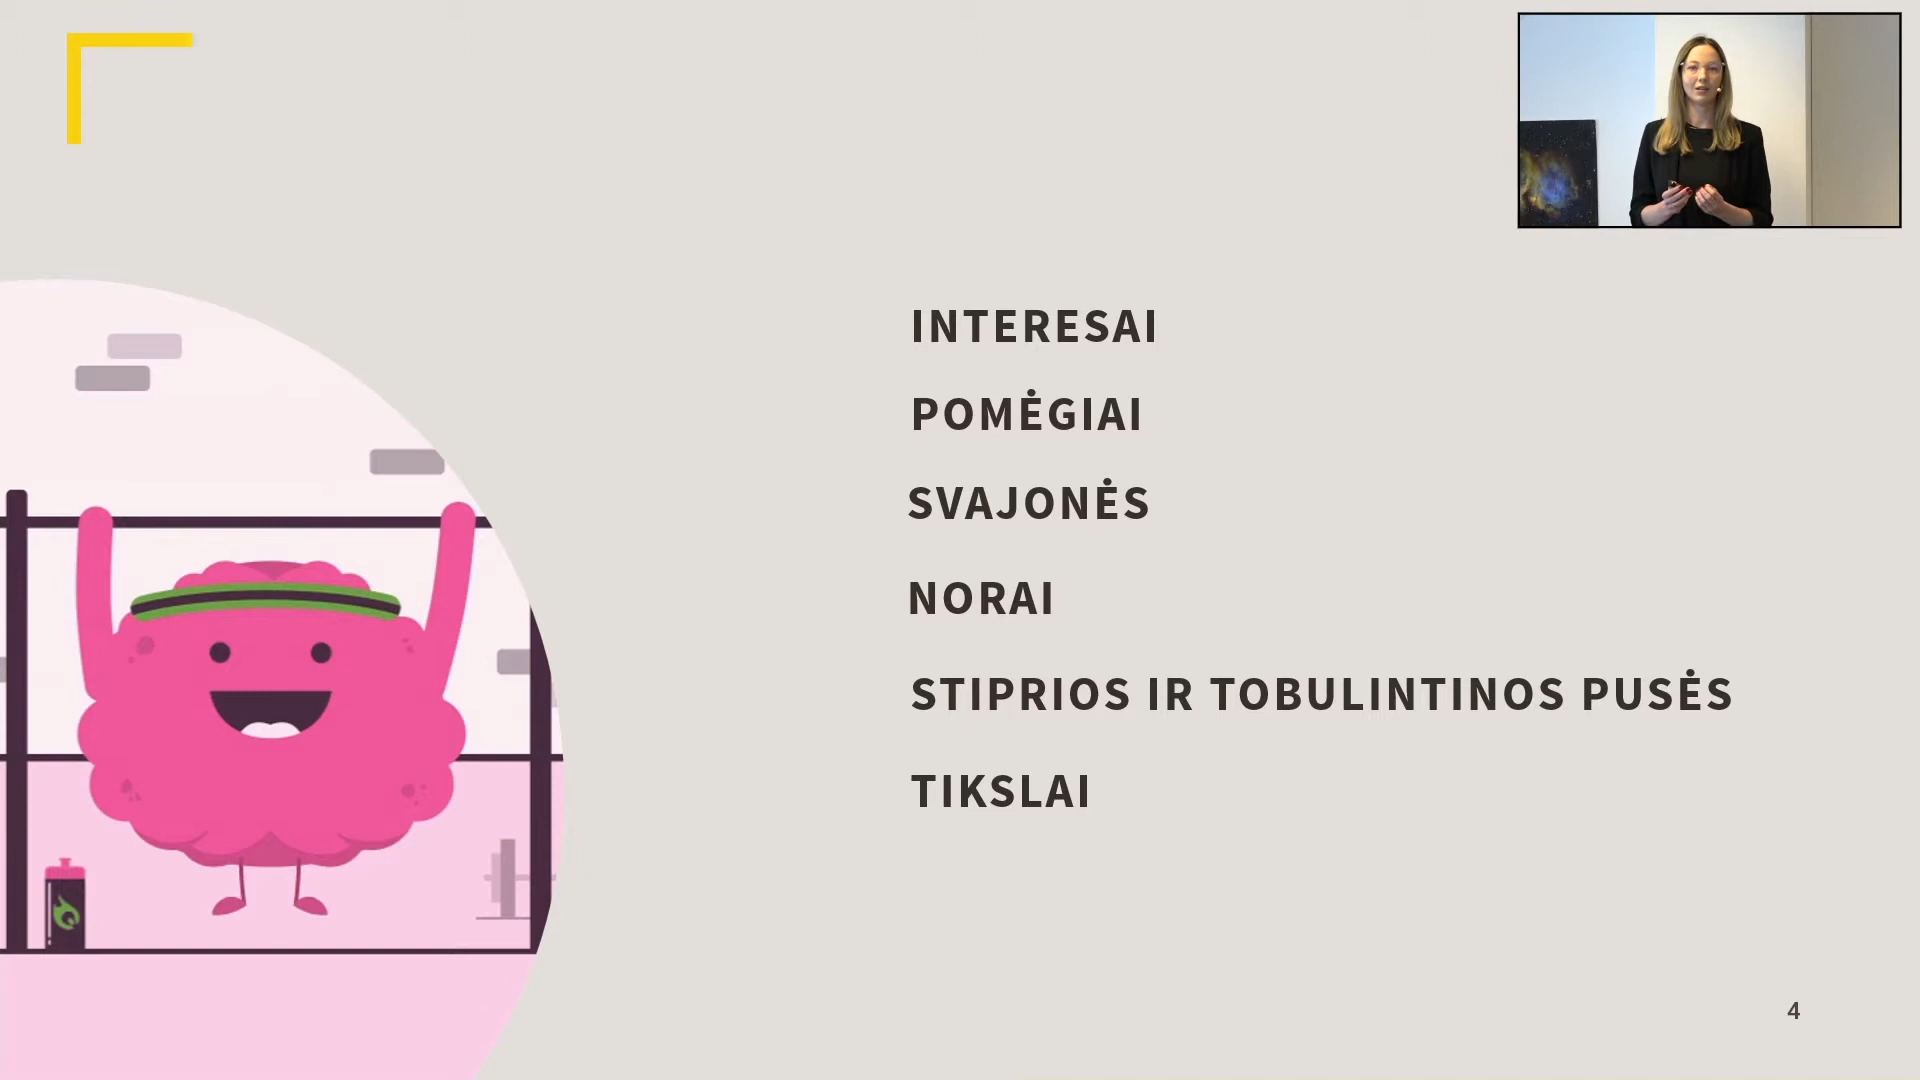 INTERESAI
POMĖGIAI
SVAJONĖS
NORAI
STIPRIOS IR TOBULINTINOS PUSĖS
TIKSLAI
4